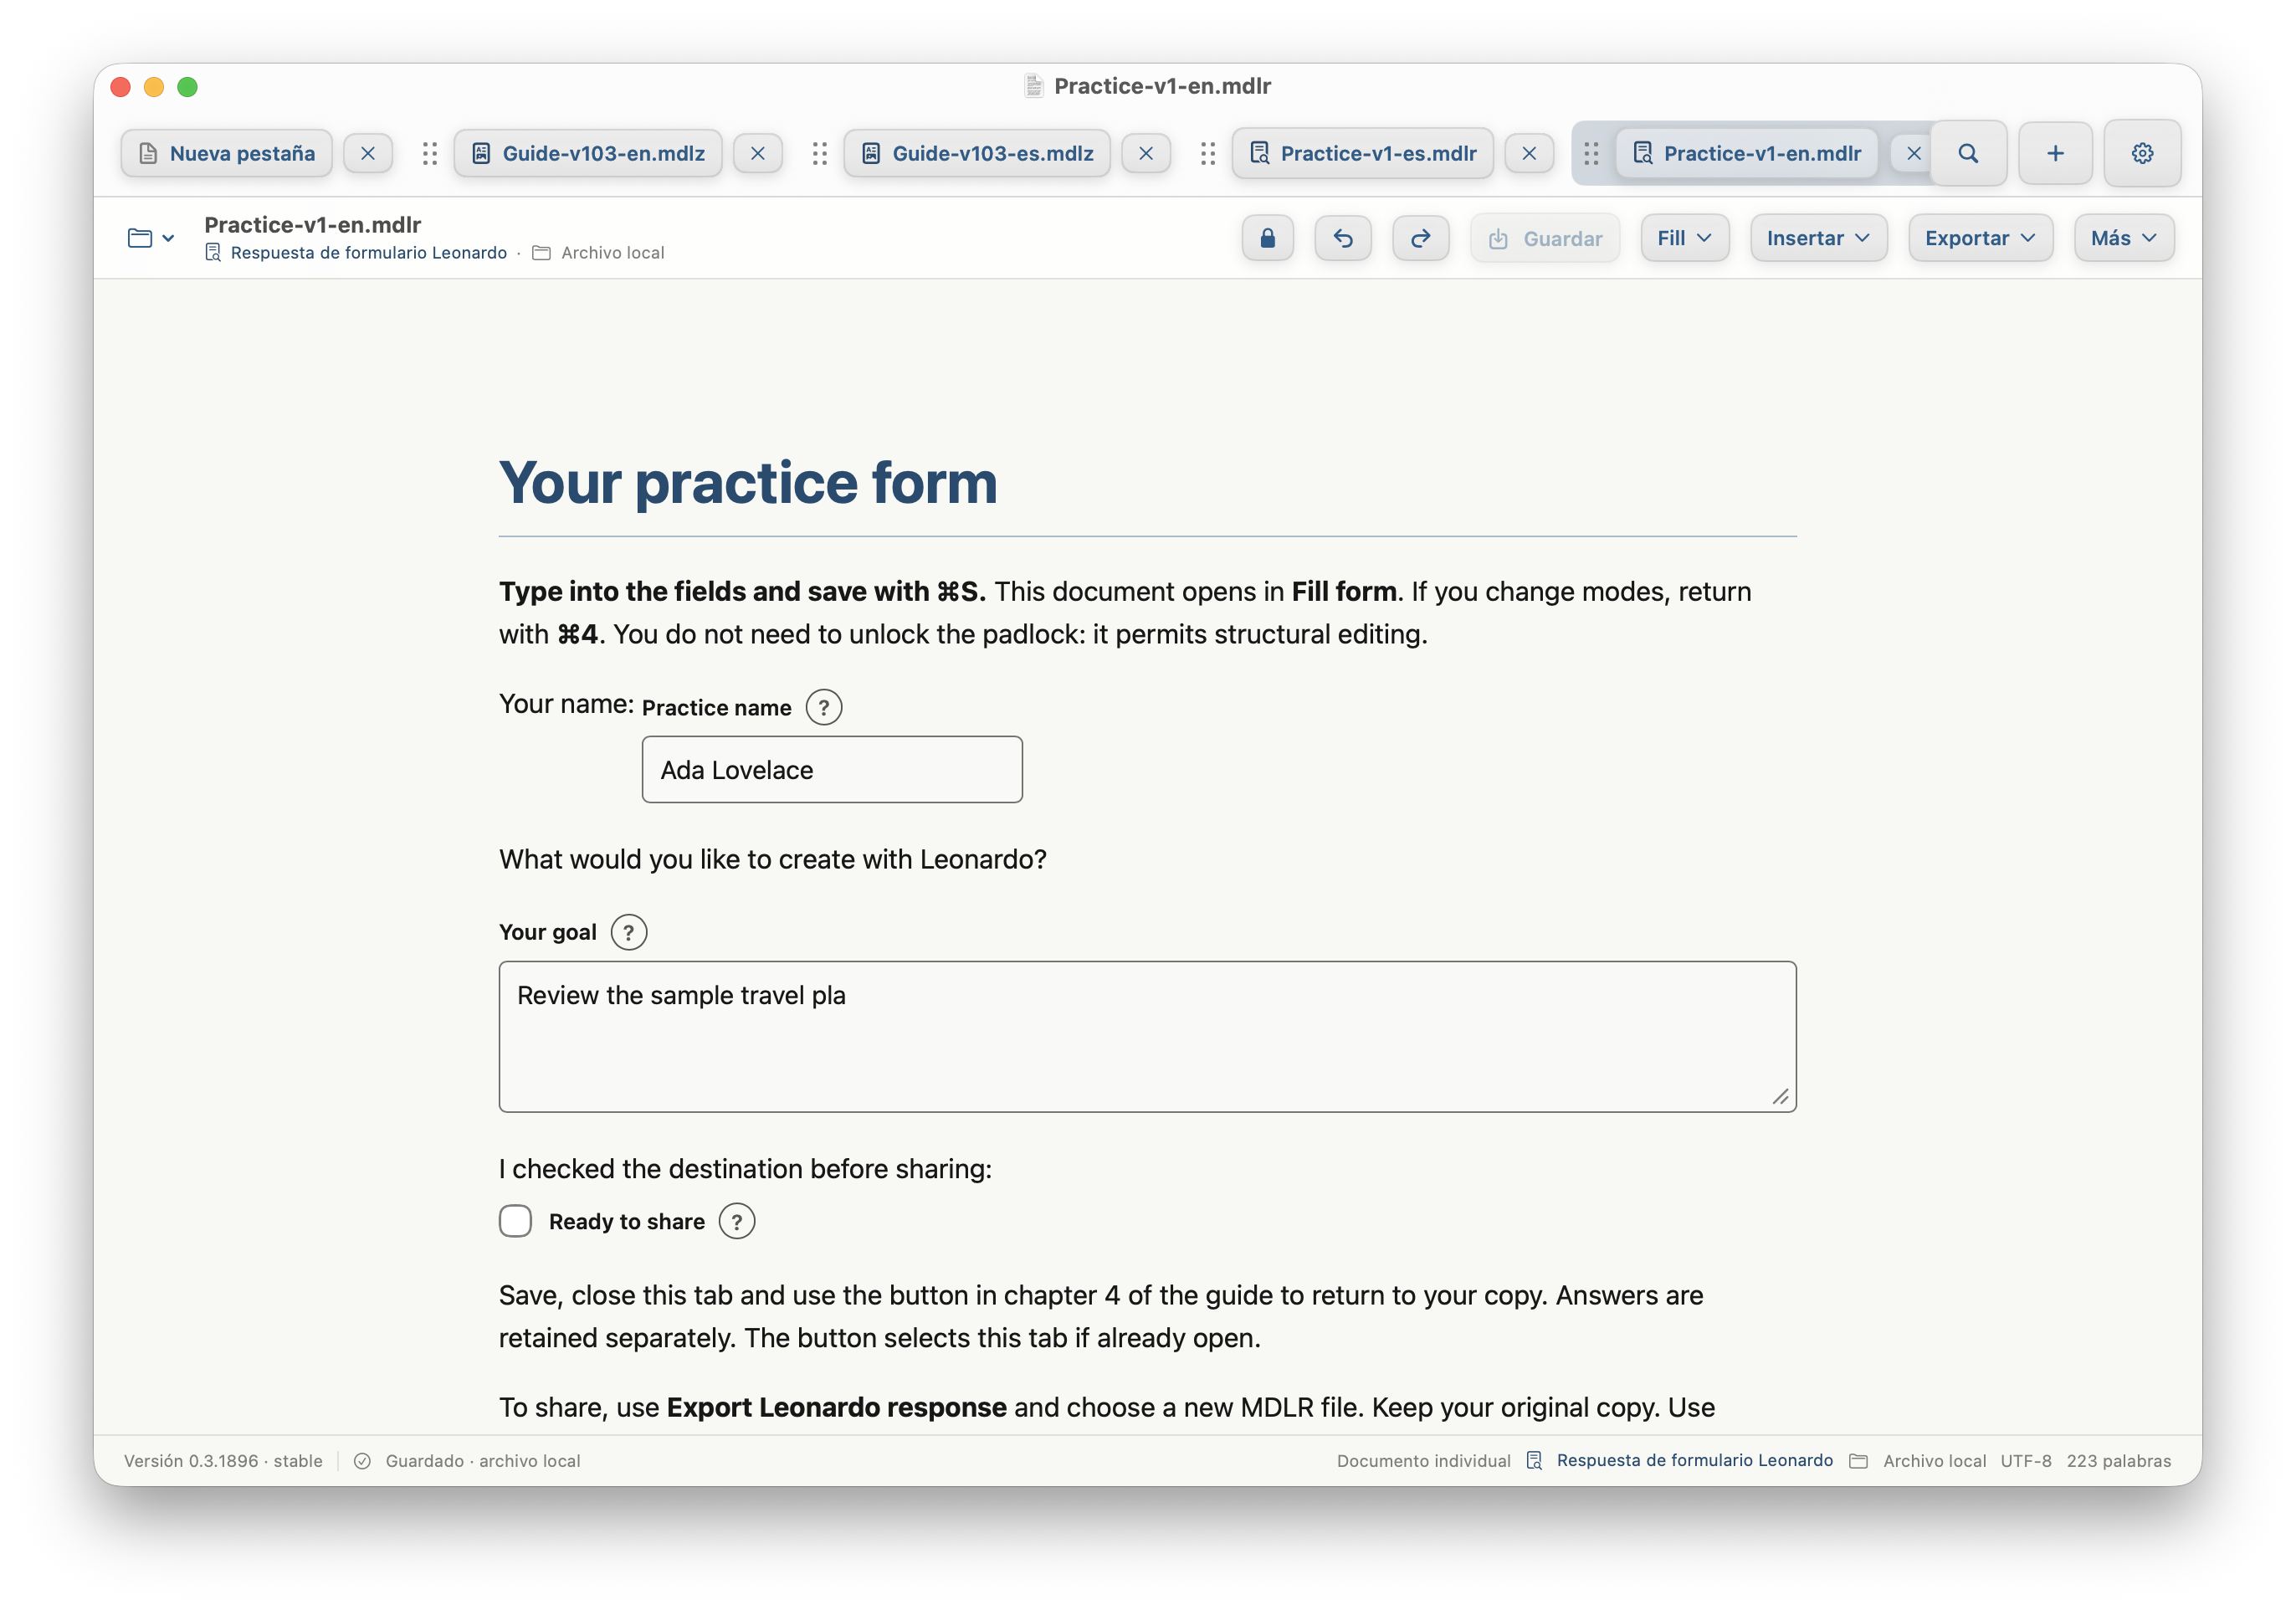 Practice-v1-en.mdlr
Nueva pestaña
Guide-v103-en.mdlz
Guide-v103-es.mdlz
Practice-v1-es.mdlr
Practice-v1-en.mdlr
Practice-v1-en.mdlr
Respuesta de formulario Leonardo · Archivo local
Guardar
Fill
Insertar
Exportar
Más
Your practice form
Type into the fields and save with ⌘S. This document opens in Fill form. If you change modes, return
with ⌘4. You do not need to unlock the padlock: it permits structural editing.
Your name: Practice name ?
Ada Lovelace
What would you like to create with Leonardo?
Your goal ?
Review the sample travel pla
I checked the destination before sharing:
Ready to share ?
Save, close this tab and use the button in chapter 4 of the guide to return to your copy. Answers are
retained separately. The button selects this tab if already open.
To share, use Export Leonardo response and choose a new MDLR file. Keep your original copy. Use
Versión 0.3.1896 · stable
Guardado · archivo local
Documento individual
Respuesta de formulario Leonardo
Archivo local
UTF-8
223 palabras